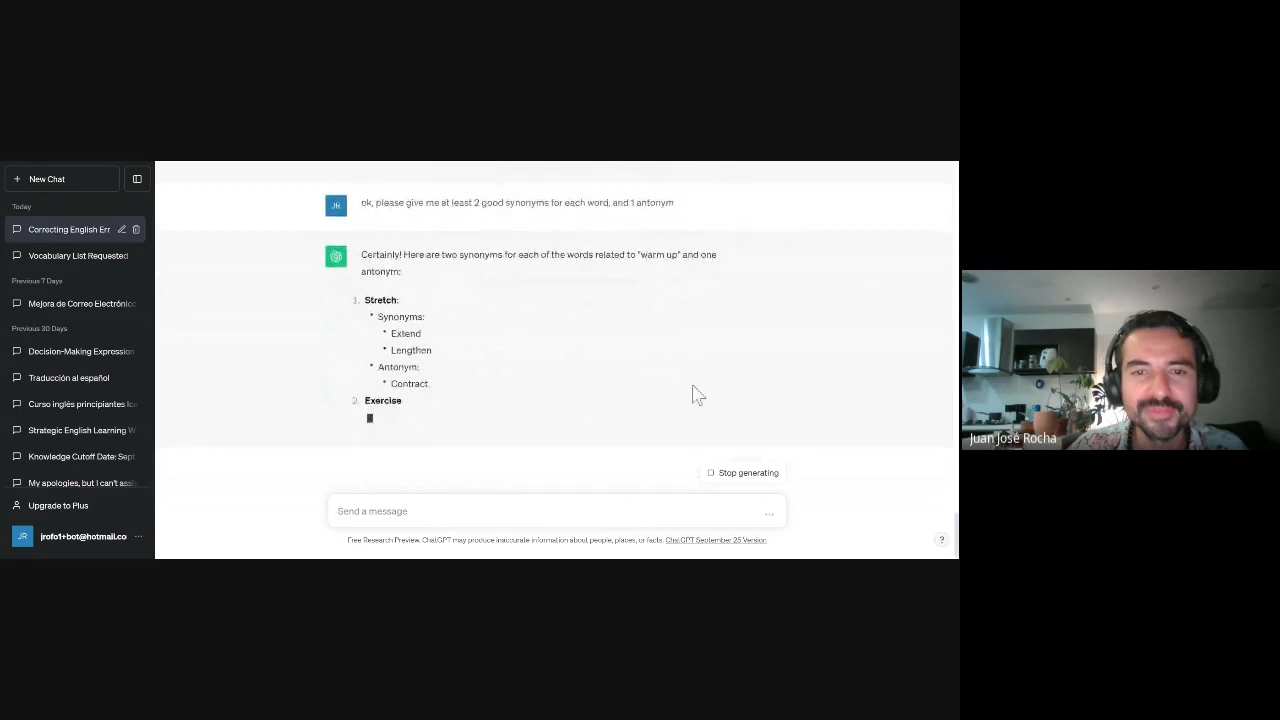 New Chat
Today
Correcting English Err
Vocabulary List Requested
Previous 7 Days
Mejora de Correo Electrónico
Previous 30 Days
Decision-Making Expression
Traducción al español
Curso inglés principiantes
Strategic English Learning W
Knowledge Cutoff Date: Sept
My apologies, but I can't assi
Upgrade to Plus
JR jrofo1+bot@hotmail.co ...
JR ok, please give me at least 2 good synonyms for each word, and 1 antonym
Certainly! Here are two synonyms for each of the words related to "warm up" and one
antonym:
1. Stretch:
• Synonyms:
• Extend
• Lengthen
• Antonym:
• Contract
2. Exercise
Stop generating
Send a message
...
Free Research Preview. ChatGPT may produce inaccurate information about people, places, or facts. ChatGPT September 25 Version
?
Juan José Rocha